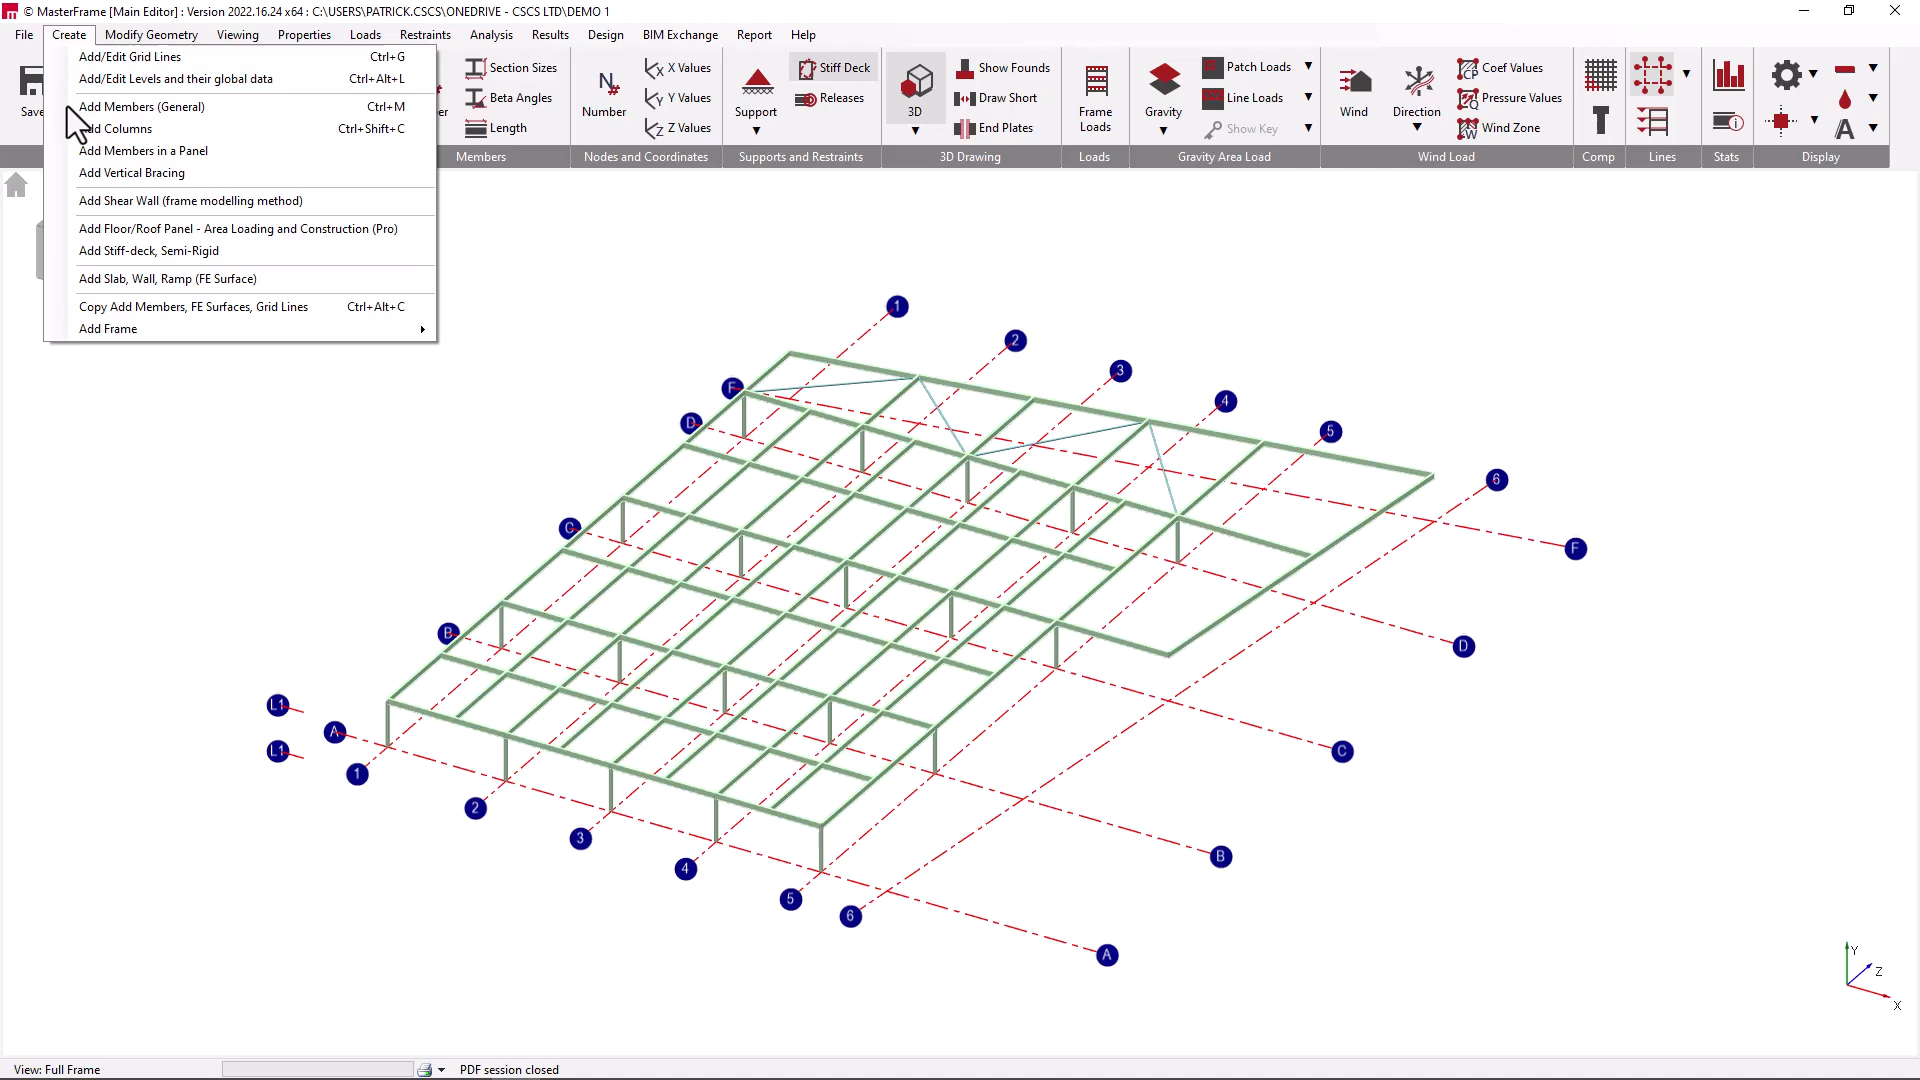 © MasterFrame [Main Editor] : Version 2022.16.24 x64 : C:\USERS\PATRICK.CSCS\ONEDRIVE - CSCS LTD\DEMO 1
File Create Modify Geometry Viewing Properties Loads Restraints Analysis Results Design BIM Exchange Report Help
Add/Edit Grid Lines Ctrl+G
Add/Edit Levels and their global data Ctrl+Alt+L
Add Members (General) Ctrl+M
Columns Ctrl+Shift+C
Add Members in a Panel
Add Vertical Bracing
Add Shear Wall (frame modelling method)
Add Floor/Roof Panel - Area Loading and Construction (Pro)
Add Stiff-deck, Semi-Rigid
Add Slab, Wall, Ramp (FE Surface)
Copy Add Members, FE Surfaces, Grid Lines Ctrl+Alt+C
Add Frame
Save
Section Sizes
Beta Angles
Length
Members
Number
X Values
Y Values
Z Values
Nodes and Coordinates
Support
Stiff Deck
Releases
Supports and Restraints
3D
Show Founds
Draw Short
End Plates
3D Drawing
Frame
Loads
Loads
Gravity
Patch Loads
Line Loads
Show Key
Gravity Area Load
Wind
Direction
Coef Values
Pressure Values
Wind Zone
Wind Load
Comp
Lines
Stats
Display
1
2
3
4
5
6
F
D
C
B
L1
A
L1
1
2
3
4
5
6
F
D
C
B
A
Y
Z
X
View: Full Frame
PDF session closed